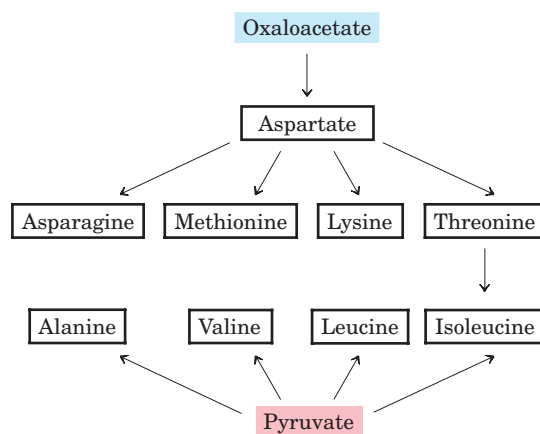 Oxaloacetate
Aspartate
Asparagine Methionine Lysine Threonine
Alanine Valine Leucine Isoleucine
Pyruvate